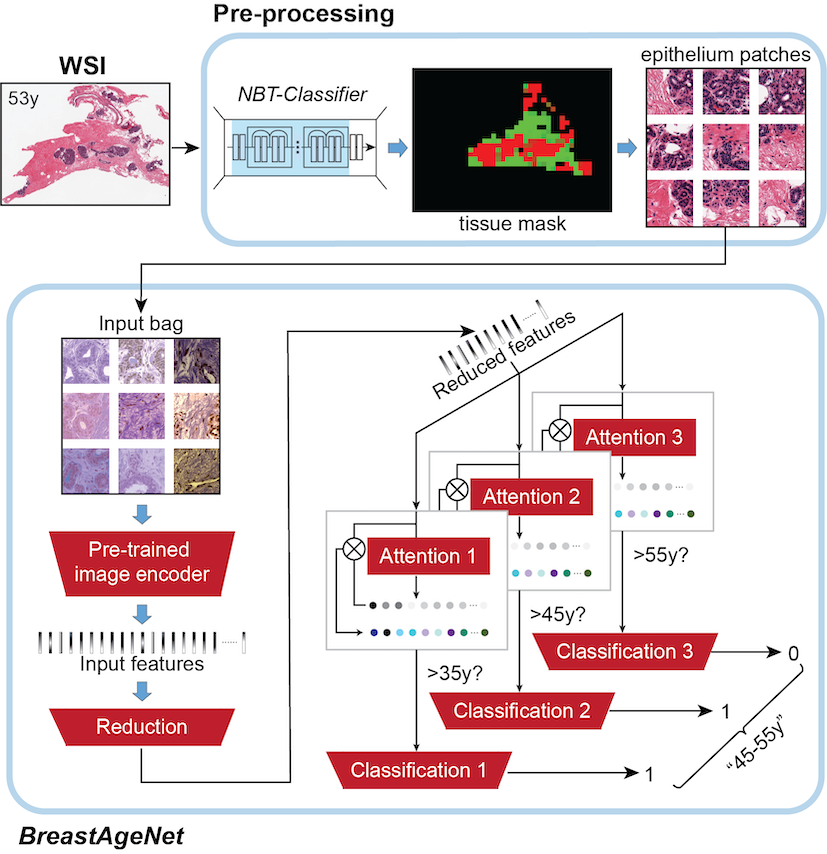 Pre-processing
WSI
53y
NBT-Classifier
tissue mask
epithelium patches
Input bag
Pre-trained
image encoder
Input features
Reduction
Reduced features
Attention 3
Attention 2
Attention 1
>55y?
>45y?
>35y?
Classification 3
0
Classification 2
1
Classification 1
1
“45-55y”
BreastAgeNet